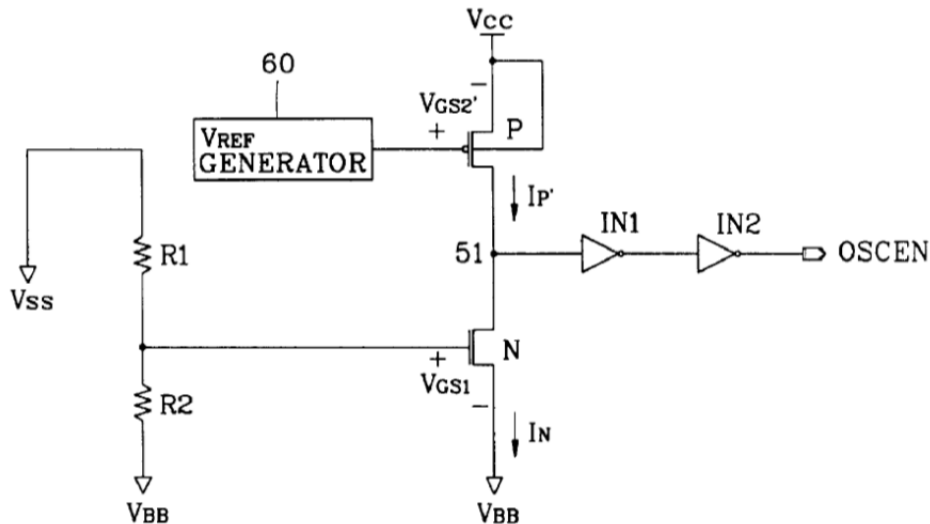 Vcc
60
VGS2'
− 
+
P
VREF
GENERATOR
IP'
IN1
IN2
R1
51
OSCEN
Vss
N
+
VGS1
−
R2
IN
VBB
VBB